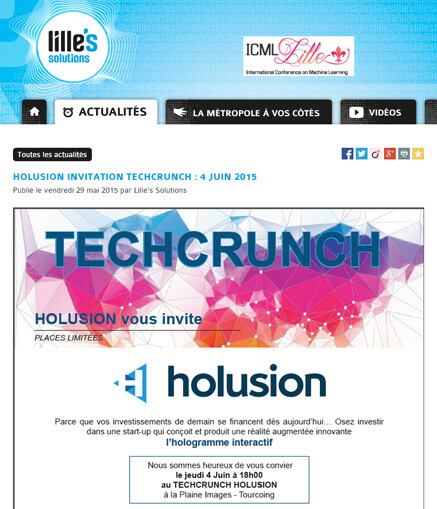 lille's
solutions
ICML Lille
International Conference on Machine Learning
ACTUALITÉS
LA MÉTROPOLE À VOS CÔTÉS
VIDÉOS
Toutes les actualités
HOLUSION INVITATION TECHCRUNCH : 4 JUIN 2015
Publié le vendredi 29 mai 2015 par Lille's Solutions
TECHCRUNCH
HOLUSION vous invite
PLACES LIMITÉES
holusion
Parce que vos investissements de demain se financent dès aujourd'hui... Osez investir
dans une start-up qui conçoit et produit une réalité augmentée innovante
l'hologramme interactif
Nous sommes heureux de vous convier
le jeudi 4 Juin à 18h00
au TECHCRUNCH HOLUSION
à la Plaine Images - Tourcoing